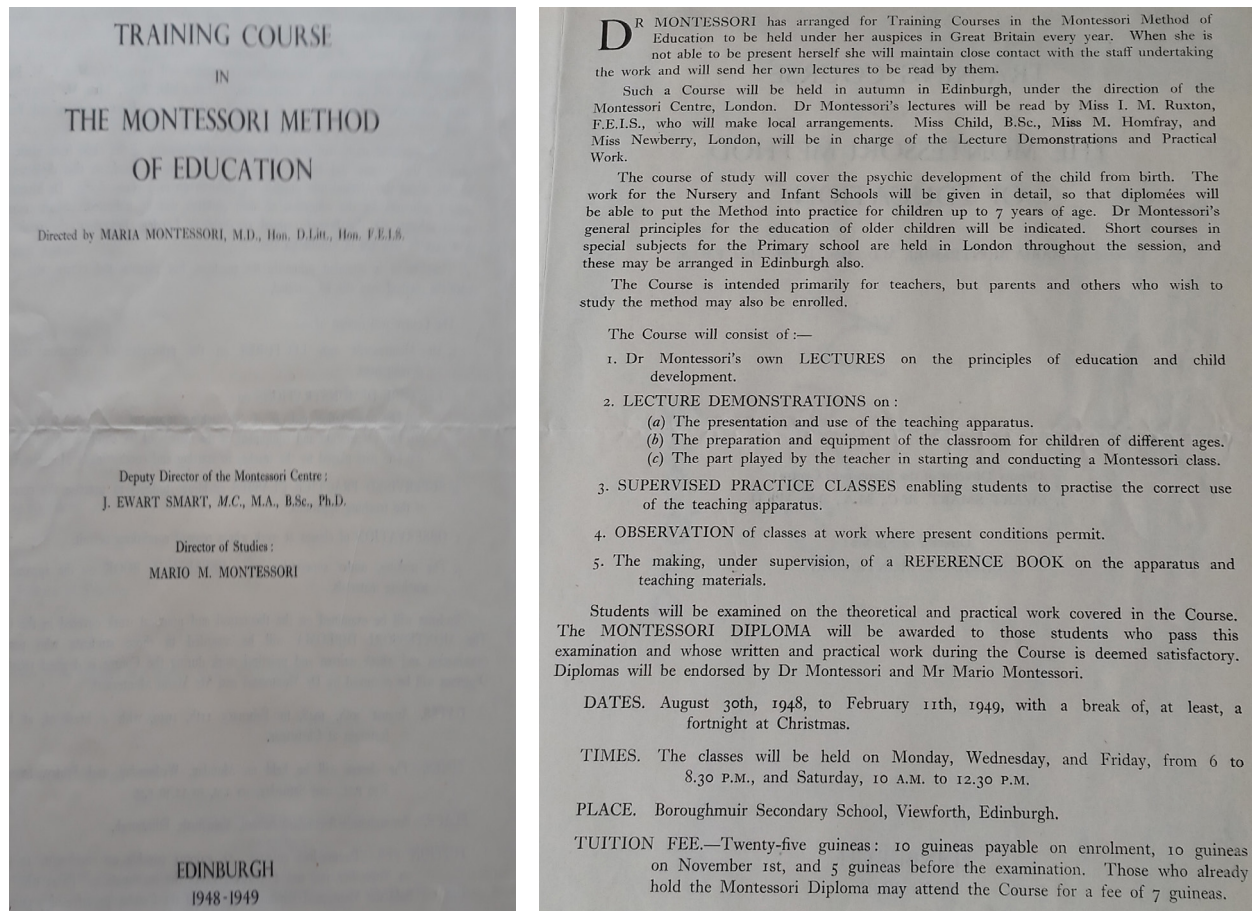 TRAINING COURSE
IN
THE MONTESSORI METHOD
OF EDUCATION
Directed by MARIA MONTESSORI, M.D., Hon. D.Litt., Hon. F.E.I.S.
Deputy Director of the Montessori Centre :
J. EWART SMART, M.C., M.A., B.Sc., Ph.D.
Director of Studies :
MARIO M. MONTESSORI
EDINBURGH
1948-1949
DR MONTESSORI has arranged for Training Courses in the Montessori Method of
Education to be held under her auspices in Great Britain every year. When she is
not able to be present herself she will maintain close contact with the staff undertaking
the work and will send her own lectures to be read by them.
Such a Course will be held in autumn in Edinburgh, under the direction of the
Montessori Centre, London. Dr Montessori's lectures will be read by Miss I. M. Ruxton,
F.E.I.S., who will make local arrangements. Miss Child, B.Sc., Miss M. Homfray, and
Miss Newberry, London, will be in charge of the Lecture Demonstrations and Practical
Work.
The course of study will cover the psychic development of the child from birth. The
work for the Nursery and Infant Schools will be given in detail, so that diplomées will
be able to put the Method into practice for children up to 7 years of age. Dr Montessori's
general principles for the education of older children will be indicated. Short courses in
special subjects for the Primary school are held in London throughout the session, and
these may be arranged in Edinburgh also.
The Course is intended primarily for teachers, but parents and others who wish to
study the method may also be enrolled.
The Course will consist of :—
1. Dr Montessori's own LECTURES on the principles of education and child
development.
2. LECTURE DEMONSTRATIONS on :
(a) The presentation and use of the teaching apparatus.
(b) The preparation and equipment of the classroom for children of different ages.
(c) The part played by the teacher in starting and conducting a Montessori class.
3. SUPERVISED PRACTICE CLASSES enabling students to practise the correct use
of the teaching apparatus.
4. OBSERVATION of classes at work where present conditions permit.
5. The making, under supervision, of a REFERENCE BOOK on the apparatus and
teaching materials.
Students will be examined on the theoretical and practical work covered in the Course.
The MONTESSORI DIPLOMA will be awarded to those students who pass this
examination and whose written and practical work during the Course is deemed satisfactory.
Diplomas will be endorsed by Dr Montessori and Mr Mario Montessori.
DATES. August 30th, 1948, to February 11th, 1949, with a break of, at least, a
fortnight at Christmas.
TIMES. The classes will be held on Monday, Wednesday, and Friday, from 6 to
8.30 P.M., and Saturday, 10 A.M. to 12.30 P.M.
PLACE. Boroughmuir Secondary School, Viewforth, Edinburgh.
TUITION FEE.—Twenty-five guineas : 10 guineas payable on enrolment, 10 guineas
on November 1st, and 5 guineas before the examination. Those who already
hold the Montessori Diploma may attend the Course for a fee of 7 guineas.